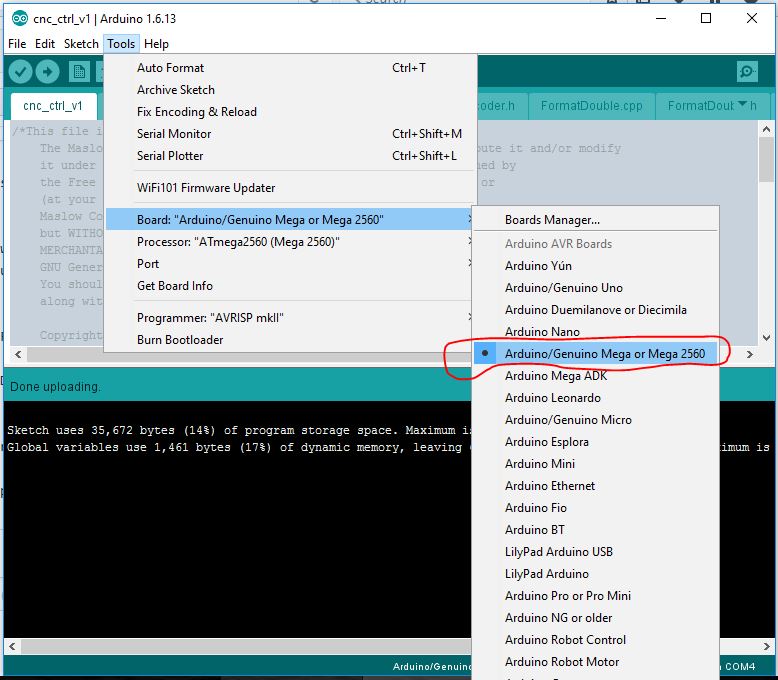 Search
cnc_ctrl_v1 | Arduino 1.6.13
File Edit Sketch Tools Help
Auto Format Ctrl+T
Archive Sketch
Fix Encoding & Reload
Serial Monitor Ctrl+Shift+M
Serial Plotter Ctrl+Shift+L
WiFi101 Firmware Updater
Board: "Arduino/Genuino Mega or Mega 2560"
Processor: "ATmega2560 (Mega 2560)"
Port
Get Board Info
Programmer: "AVRISP mkII"
Burn Bootloader
cnc_ctrl_v1 coder.h FormatDouble.cpp FormatDoub h
/*This file i
The Maslow ute it and/or modify
it under ed by
the Free or
(at your
Maslow Co
but WITHO
MERCHANTA
GNU Gener
You shoul
along wit
Copyright
Boards Manager...
Arduino AVR Boards
Arduino Yún
Arduino/Genuino Uno
Arduino Duemilanove or Diecimila
Arduino Nano
Arduino/Genuino Mega or Mega 2560
Arduino Mega ADK
Arduino Leonardo
Arduino/Genuino Micro
Arduino Esplora
Arduino Mini
Arduino Ethernet
Arduino Fio
Arduino BT
LilyPad Arduino USB
LilyPad Arduino
Arduino Pro or Pro Mini
Arduino NG or older
Arduino Robot Control
Arduino Robot Motor
Done uploading.
Sketch uses 35,672 bytes (14%) of program storage space. Maximum is
Global variables use 1,461 bytes (17%) of dynamic memory, leaving ximum is
Arduino/Genuino n COM4